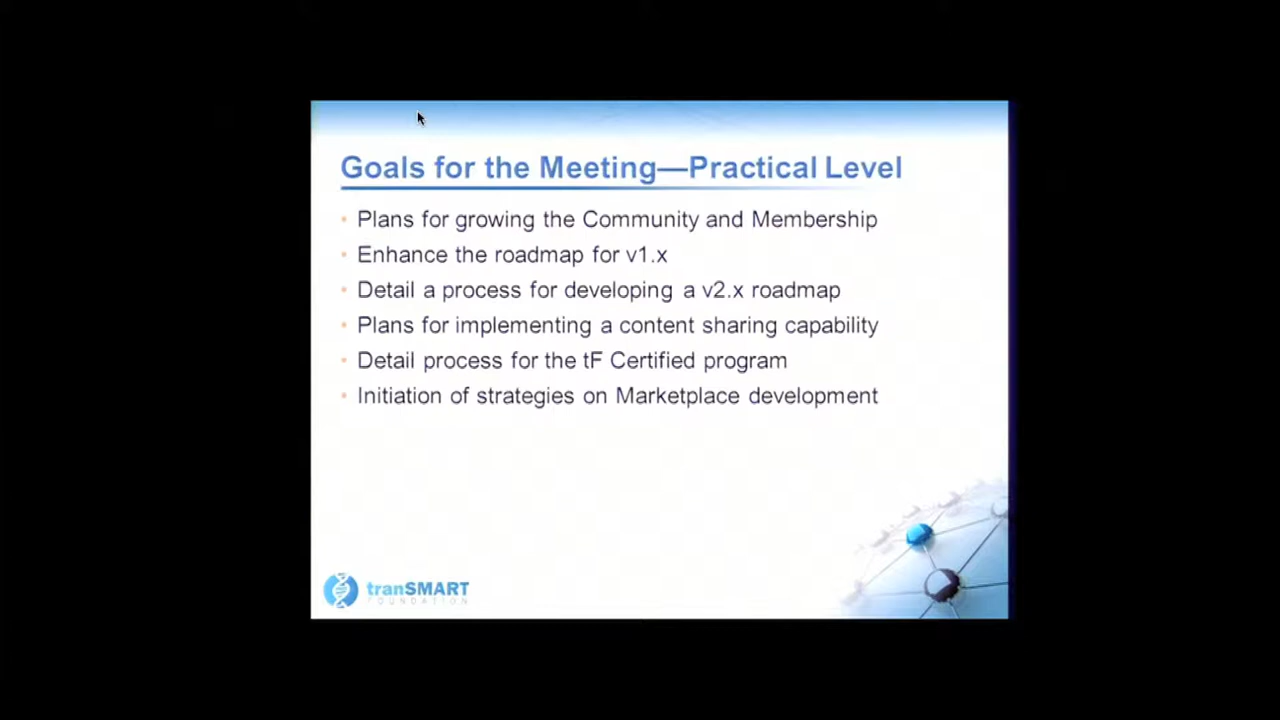 Goals for the Meeting—Practical Level
• Plans for growing the Community and Membership
• Enhance the roadmap for v1.x
• Detail a process for developing a v2.x roadmap
• Plans for implementing a content sharing capability
• Detail process for the tF Certified program
• Initiation of strategies on Marketplace development
tranSMART
FOUNDATION